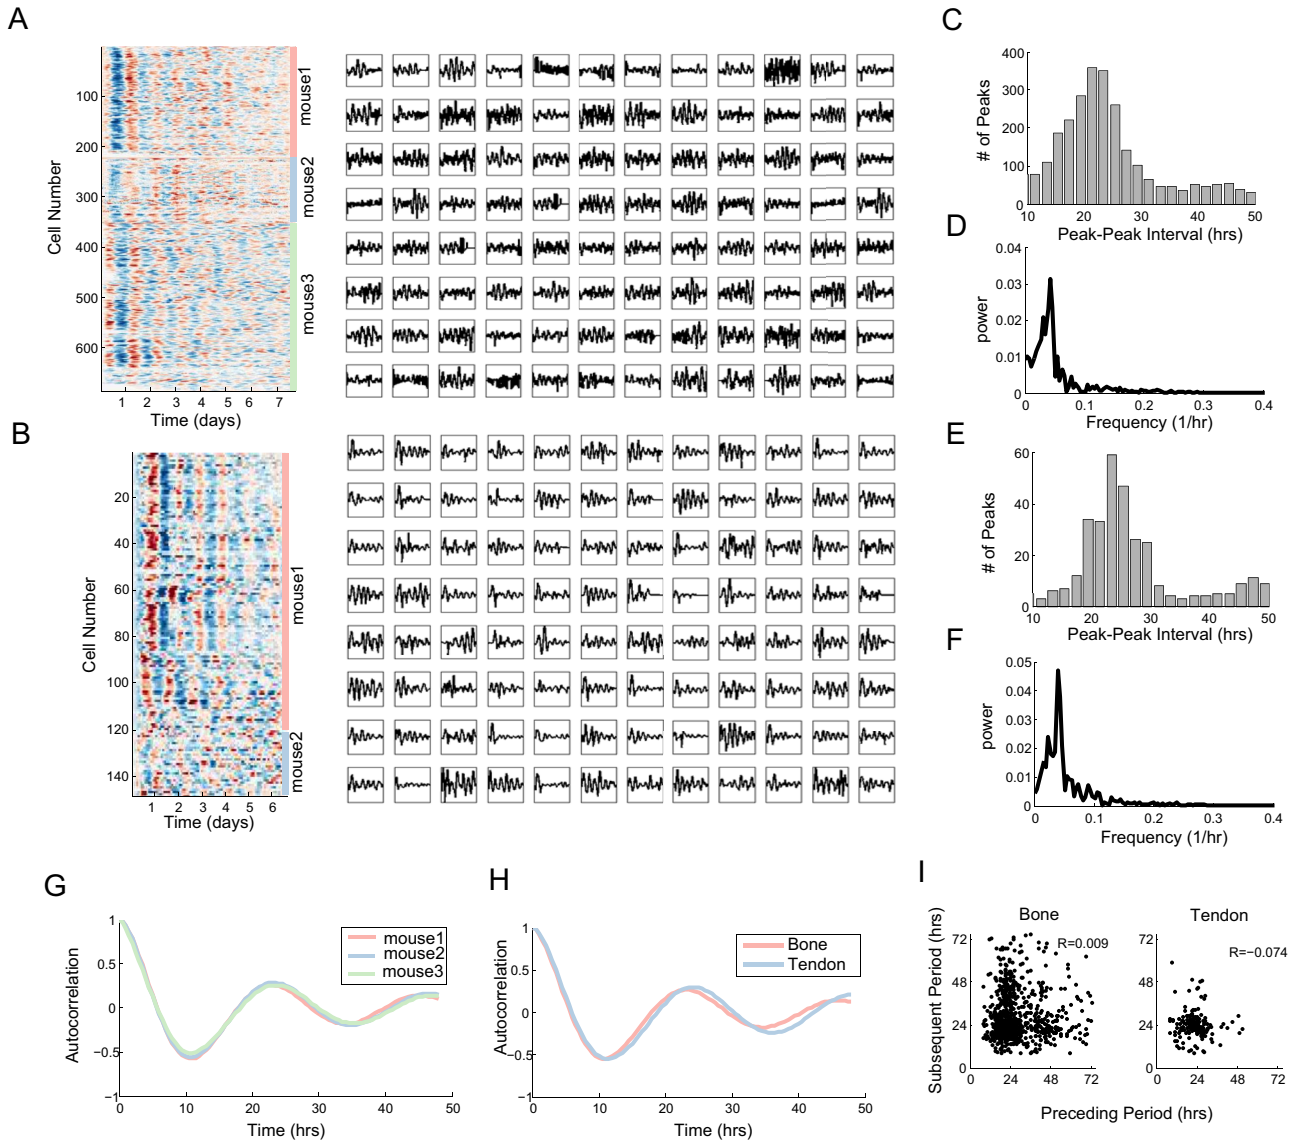 A
Cell Number
100
200
300
400
500
600
mouse1
mouse2
mouse3
1 2 3 4 5 6 7
Time (days)
B
Cell Number
20
40
60
80
100
120
140
mouse1
mouse2
1 2 3 4 5 6
Time (days)
C
# of Peaks
400
300
200
100
0
10 20 30 40 50
Peak-Peak Interval (hrs)
D
power
0.04
0.03
0.02
0.01
0
0 0.1 0.2 0.3 0.4
Frequency (1/hr)
E
# of Peaks
60
40
20
0
10 20 30 40 50
Peak-Peak Interval (hrs)
F
power
0.05
0.04
0.03
0.02
0.01
0
0 0.1 0.2 0.3 0.4
Frequency (1/hr)
G
Autocorrelation
1
0.5
0
−0.5
−1
0 10 20 30 40 50
Time (hrs)
mouse1
mouse2
mouse3
H
Autocorrelation
1
0.5
0
−0.5
−1
0 10 20 30 40 50
Time (hrs)
Bone
Tendon
I
Subsequent Period (hrs)
Bone
R=0.009
72
48
24
0
0 24 48 72
Tendon
R=−0.074
72
48
24
0
0 24 48 72
Preceding Period (hrs)